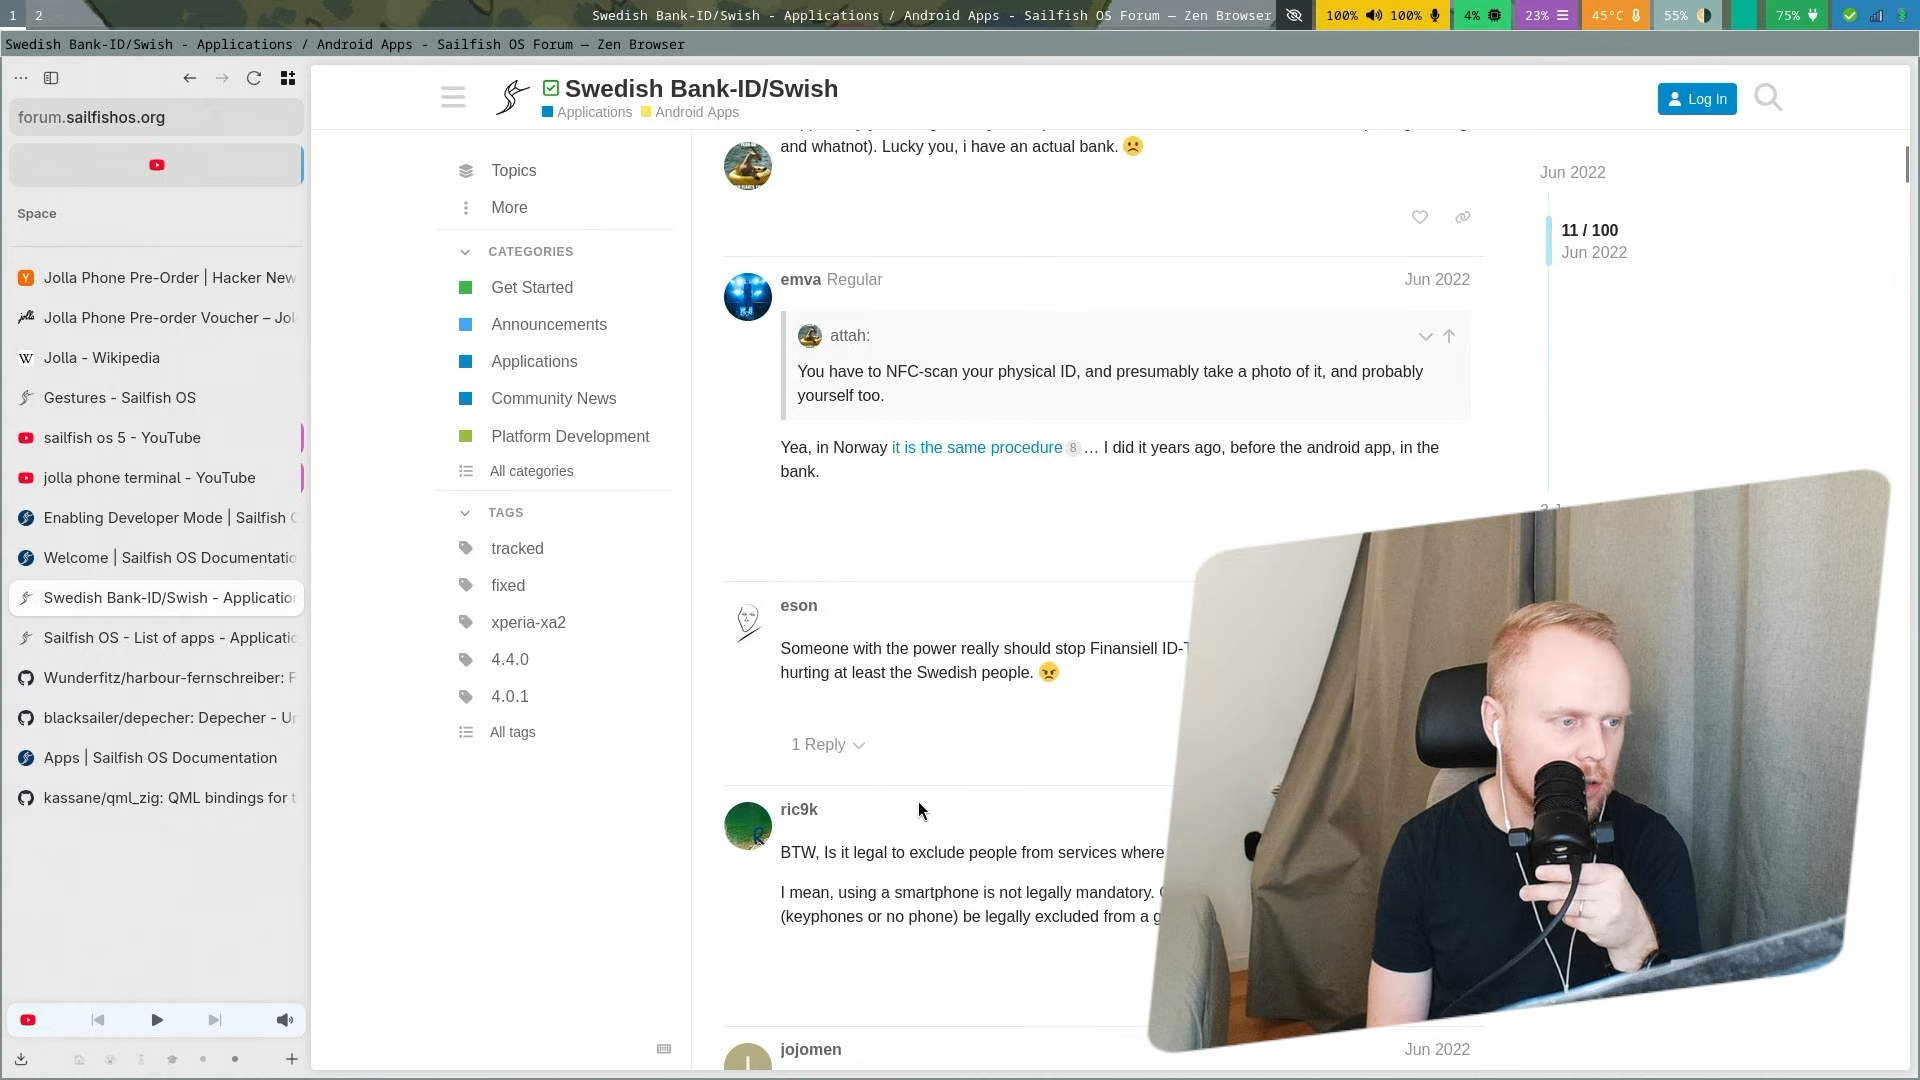 1 2 Swedish Bank-ID/Swish - Applications / Android Apps - Sailfish OS Forum — Zen Browser 100% 100% 4% 23% 45°C 55% 75%
Swedish Bank-ID/Swish - Applications / Android Apps - Sailfish OS Forum — Zen Browser
forum.sailfishos.org
Space
Jolla Phone Pre-Order | Hacker New
Jolla Phone Pre-order Voucher – Jol
Jolla - Wikipedia
Gestures - Sailfish OS
sailfish os 5 - YouTube
jolla phone terminal - YouTube
Enabling Developer Mode | Sailfish
Welcome | Sailfish OS Documentatio
Swedish Bank-ID/Swish - Application
Sailfish OS - List of apps - Applicatio
Wunderfitz/harbour-fernschreiber: F
blacksailer/depecher: Depecher - Un
Apps | Sailfish OS Documentation
kassane/qml_zig: QML bindings for t
Swedish Bank-ID/Swish
Applications Android Apps
Log In
Topics
More
CATEGORIES
Get Started
Announcements
Applications
Community News
Platform Development
All categories
TAGS
tracked
fixed
xperia-xa2
4.4.0
4.0.1
All tags
and whatnot). Lucky you, i have an actual bank. 🙁
emva Regular Jun 2022
attah:
You have to NFC-scan your physical ID, and presumably take a photo of it, and probably
yourself too.
Yea, in Norway it is the same procedure 8 … I did it years ago, before the android app, in the
bank.
eson
Someone with the power really should stop Finansiell ID-T
hurting at least the Swedish people. 😠
1 Reply
ric9k
BTW, Is it legal to exclude people from services where
I mean, using a smartphone is not legally mandatory.
(keyphones or no phone) be legally excluded from a g
jojomen Jun 2022
Jun 2022
11 / 100
Jun 2022